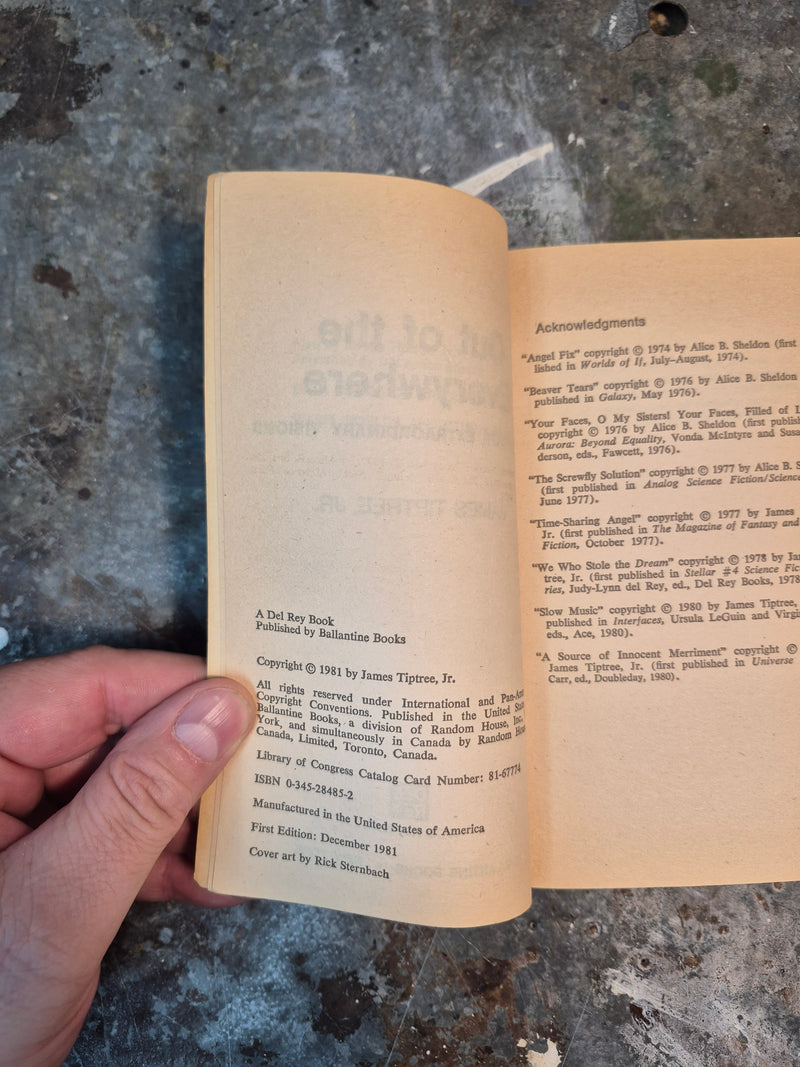 A Del Rey Book
Published by Ballantine Books
Copyright © 1981 by James Tiptree, Jr.
All rights reserved under International and Pan-Ame
Copyright Conventions. Published in the United Stat
Ballantine Books, a division of Random House, Inc.,
York, and simultaneously in Canada by Random Hous
Canada, Limited, Toronto, Canada.
Library of Congress Catalog Card Number: 81-67774
ISBN 0-345-28485-2
Manufactured in the United States of America
First Edition: December 1981
Cover art by Rick Sternbach
Acknowledgments
“Angel Fix” copyright © 1974 by Alice B. Sheldon (first
lished in Worlds of If, July–August, 1974).
“Beaver Tears” copyright © 1976 by Alice B. Sheldon
published in Galaxy, May 1976).
“Your Faces, O My Sisters! Your Faces, Filled of L
copyright © 1976 by Alice B. Sheldon (first publish
Aurora: Beyond Equality, Vonda McIntyre and Susa
derson, eds., Fawcett, 1976).
“The Screwfly Solution” copyright © 1977 by Alice B. S
(first published in Analog Science Fiction/Science
June 1977).
“Time-Sharing Angel” copyright © 1977 by James
Jr. (first published in The Magazine of Fantasy and
Fiction, October 1977).
“We Who Stole the Dream” copyright © 1978 by Jam
tree, Jr. (first published in Stellar #4 Science Fic
ries, Judy-Lynn del Rey, ed., Del Rey Books, 1978
“Slow Music” copyright © 1980 by James Tiptree,
published in Interfaces, Ursula LeGuin and Virgin
eds., Ace, 1980).
“A Source of Innocent Merriment” copyright ©
James Tiptree, Jr. (first published in Universe
Carr, ed., Doubleday, 1980).